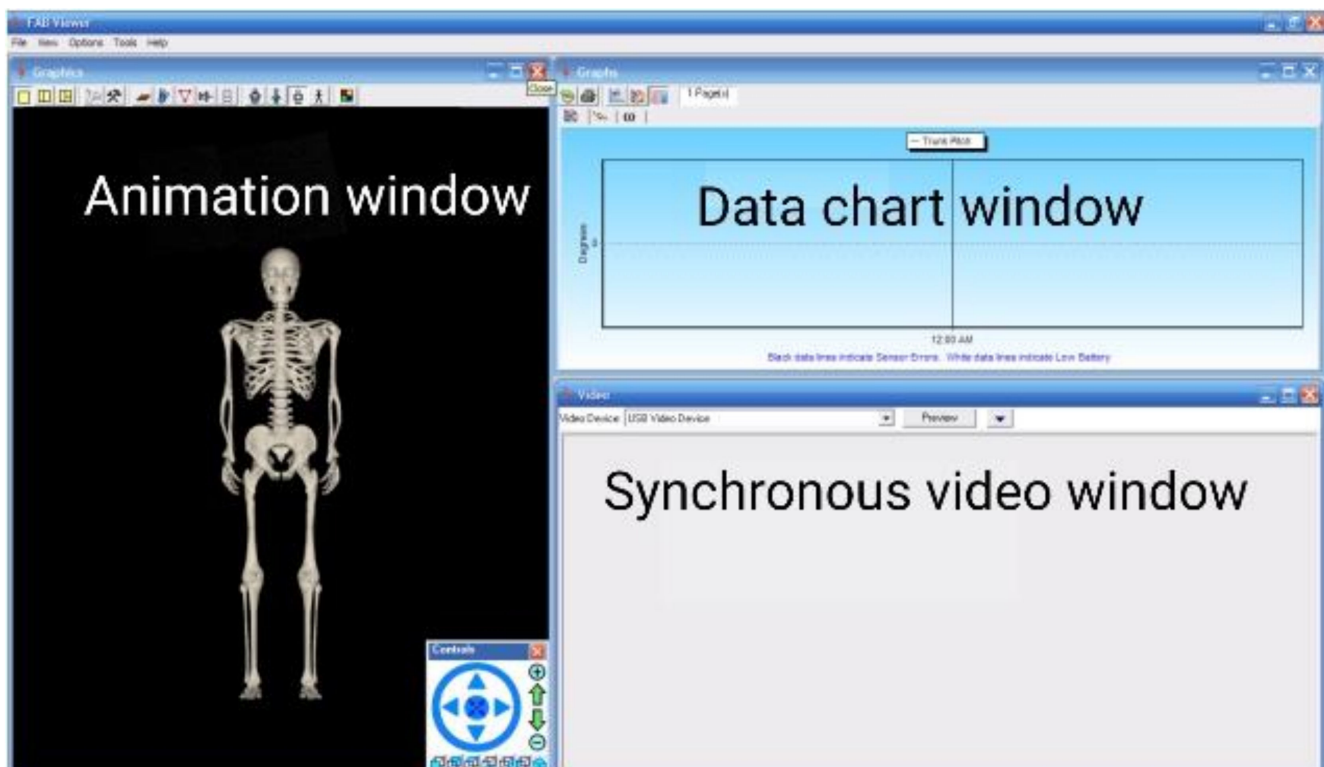 FAB Viewer
File View Options Tools Help
Graphics
Close
Animation window
Controls
Graphs
1 Page(s)
Trunk Pitch
Data chart window
Degrees
0
12:00 AM
Black data lines indicate Sensor Errors. White data lines indicate Low Battery
Video
Video Device: USB Video Device
Preview
Synchronous video window